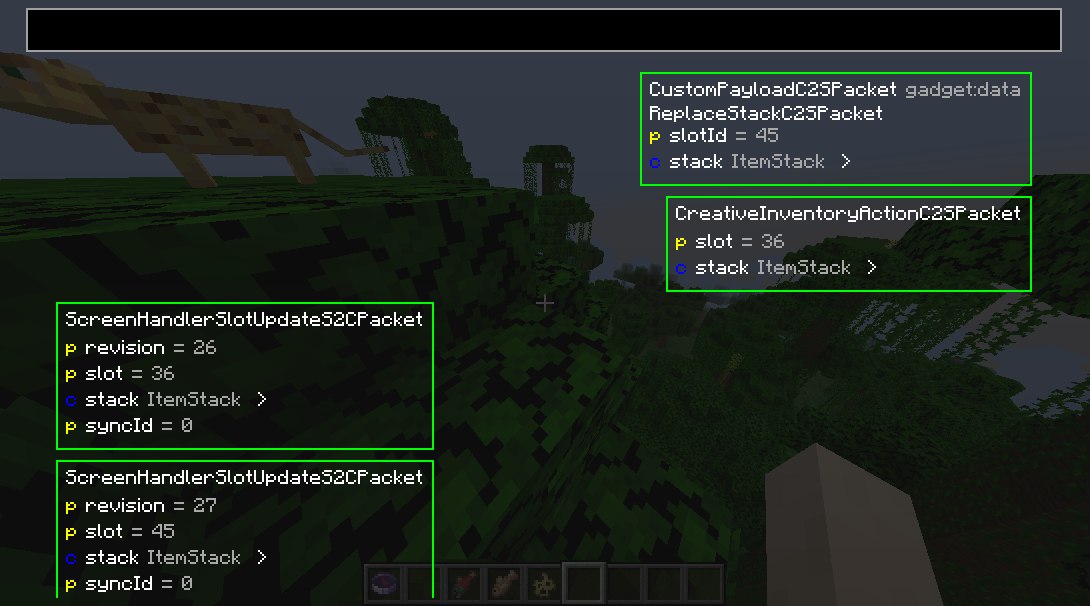 CustomPayloadC2SPacket gadget:data
ReplaceStackC2SPacket
p slotId = 45
c stack ItemStack >
CreativeInventoryActionC2SPacket
p slot = 36
c stack ItemStack >
ScreenHandlerSlotUpdateS2CPacket
p revision = 26
p slot = 36
c stack ItemStack >
p syncId = 0
ScreenHandlerSlotUpdateS2CPacket
p revision = 27
p slot = 45
c stack ItemStack >
p syncId = 0